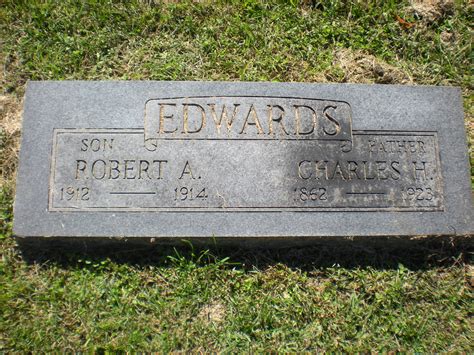 EDWARDS
SON
ROBERT A.
1912 — 1914
FATHER
CHARLES H.
1862 — 1923